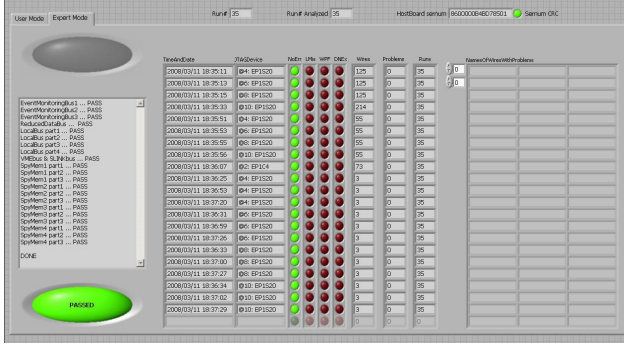 User Mode Expert Mode
Run# 35 Run# Analyzed 35 HostBoard sernum 8600000B4BD78501 Sernum CRC
TimeAndDate JTAGDevice NoErr UHis WPF DNEc Wires Problems Runs NamesOfWiresWithProblems
2008/03/11 18:35:11 @4: EP1S20 125 0 35 0
2008/03/11 18:35:13 @6: EP1S20 125 0 35 0
2008/03/11 18:35:15 @8: EP1S20 125 0 35
2008/03/11 18:35:33 @10: EP1S20 214 0 35
2008/03/11 18:35:51 @4: EP1S20 55 0 35
2008/03/11 18:35:53 @6: EP1S20 55 0 35
2008/03/11 18:35:55 @8: EP1S20 55 0 35
2008/03/11 18:35:56 @10: EP1S20 55 0 35
2008/03/11 18:36:07 @2: EP1C4 73 0 35
2008/03/11 18:36:25 @4: EP1S20 3 0 35
2008/03/11 18:36:53 @4: EP1S20 3 0 35
2008/03/11 18:37:20 @4: EP1S20 3 0 35
2008/03/11 18:36:31 @6: EP1S20 3 0 35
2008/03/11 18:36:59 @6: EP1S20 3 0 35
2008/03/11 18:37:26 @6: EP1S20 3 0 35
2008/03/11 18:36:33 @8: EP1S20 3 0 35
2008/03/11 18:37:00 @8: EP1S20 3 0 35
2008/03/11 18:37:27 @8: EP1S20 3 0 35
2008/03/11 18:36:34 @10: EP1S20 3 0 35
2008/03/11 18:37:02 @10: EP1S20 3 0 35
2008/03/11 18:37:29 @10: EP1S20 3 0 35
0 0 0
EventMonitoringBus1 ... PASS
EventMonitoringBus2 ... PASS
EventMonitoringBus3 ... PASS
ReducedDataBus ... PASS
LocalBus part1 ... PASS
LocalBus part2 ... PASS
LocalBus part3 ... PASS
LocalBus part4 ... PASS
VMEbus & SLINKbus ... PASS
SpyMem1 part1 ... PASS
SpyMem1 part2 ... PASS
SpyMem1 part3 ... PASS
SpyMem2 part1 ... PASS
SpyMem2 part2 ... PASS
SpyMem2 part3 ... PASS
SpyMem3 part1 ... PASS
SpyMem3 part2 ... PASS
SpyMem3 part3 ... PASS
SpyMem4 part1 ... PASS
SpyMem4 part2 ... PASS
SpyMem4 part3 ... PASS
DONE
PASSED